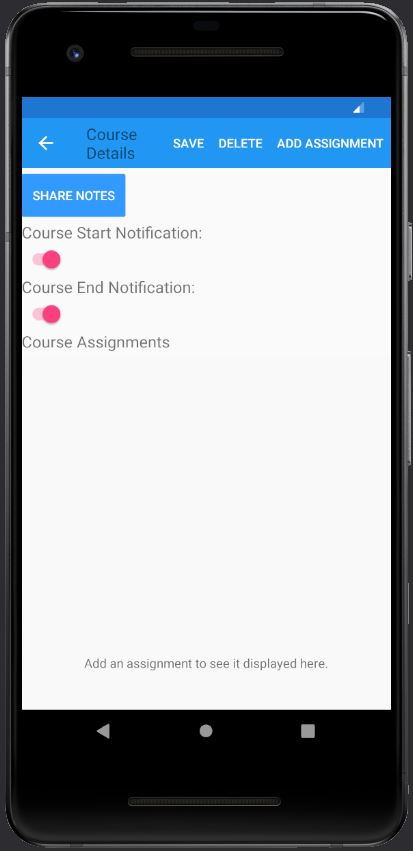 Course
Details
SAVE
DELETE
ADD ASSIGNMENT
SHARE NOTES
Course Start Notification:
Course End Notification:
Course Assignments
Add an assignment to see it displayed here.